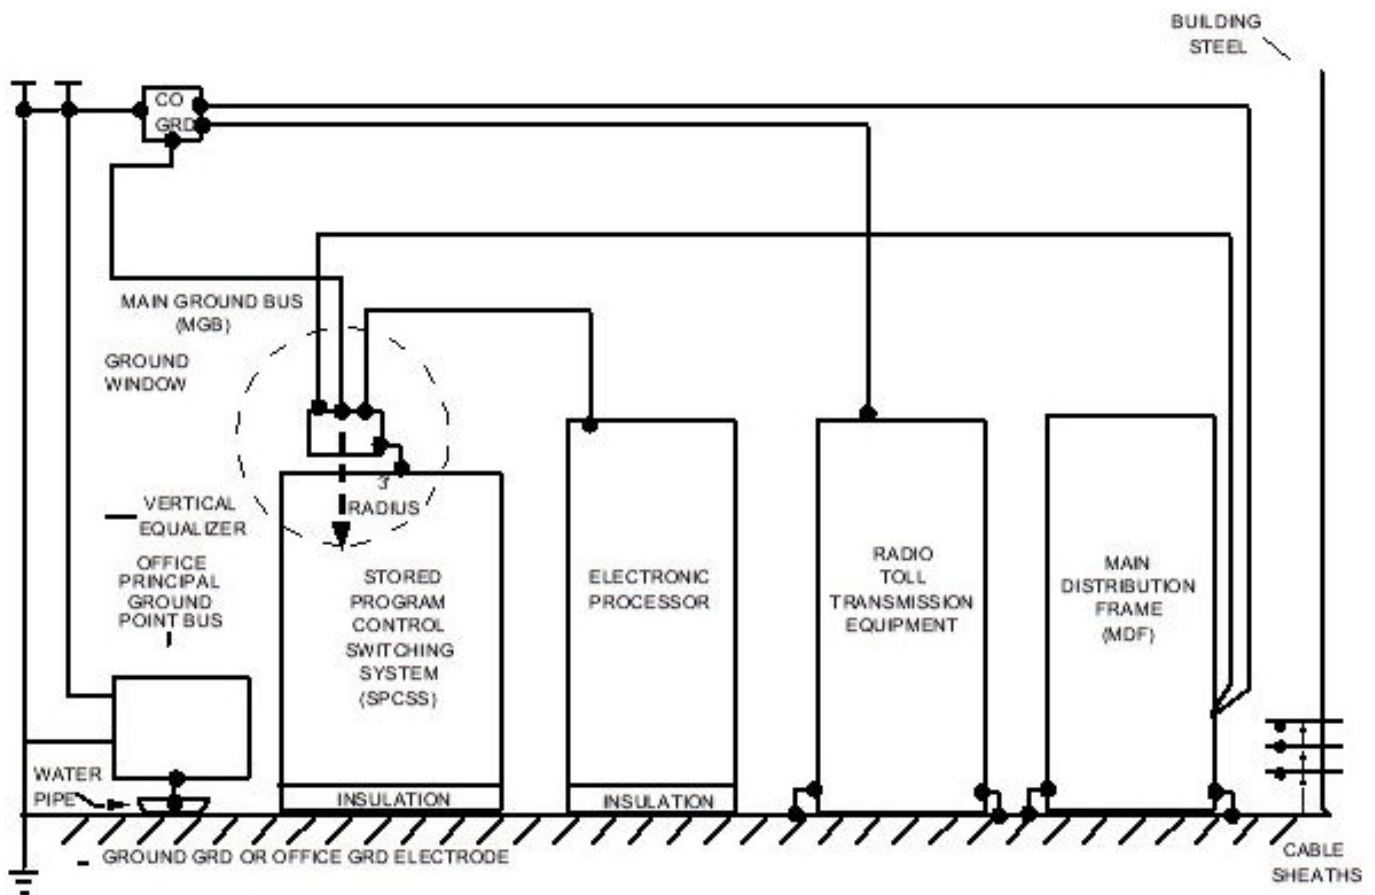 BUILDING
STEEL
CO
GRD
MAIN GROUND BUS
(MGB)
GROUND
WINDOW
3'
RADIUS
VERTICAL
EQUALIZER
OFFICE
PRINCIPAL
GROUND
POINT BUS
STORED
PROGRAM
CONTROL
SWITCHING
SYSTEM
(SPCSS)
ELECTRONIC
PROCESSOR
RADIO
TOLL
TRANSMISSION
EQUIPMENT
MAIN
DISTRIBUTION
FRAME
(MDF)
WATER
PIPE
INSULATION
INSULATION
GROUND GRD OR OFFICE GRD ELECTRODE
CABLE
SHEATHS